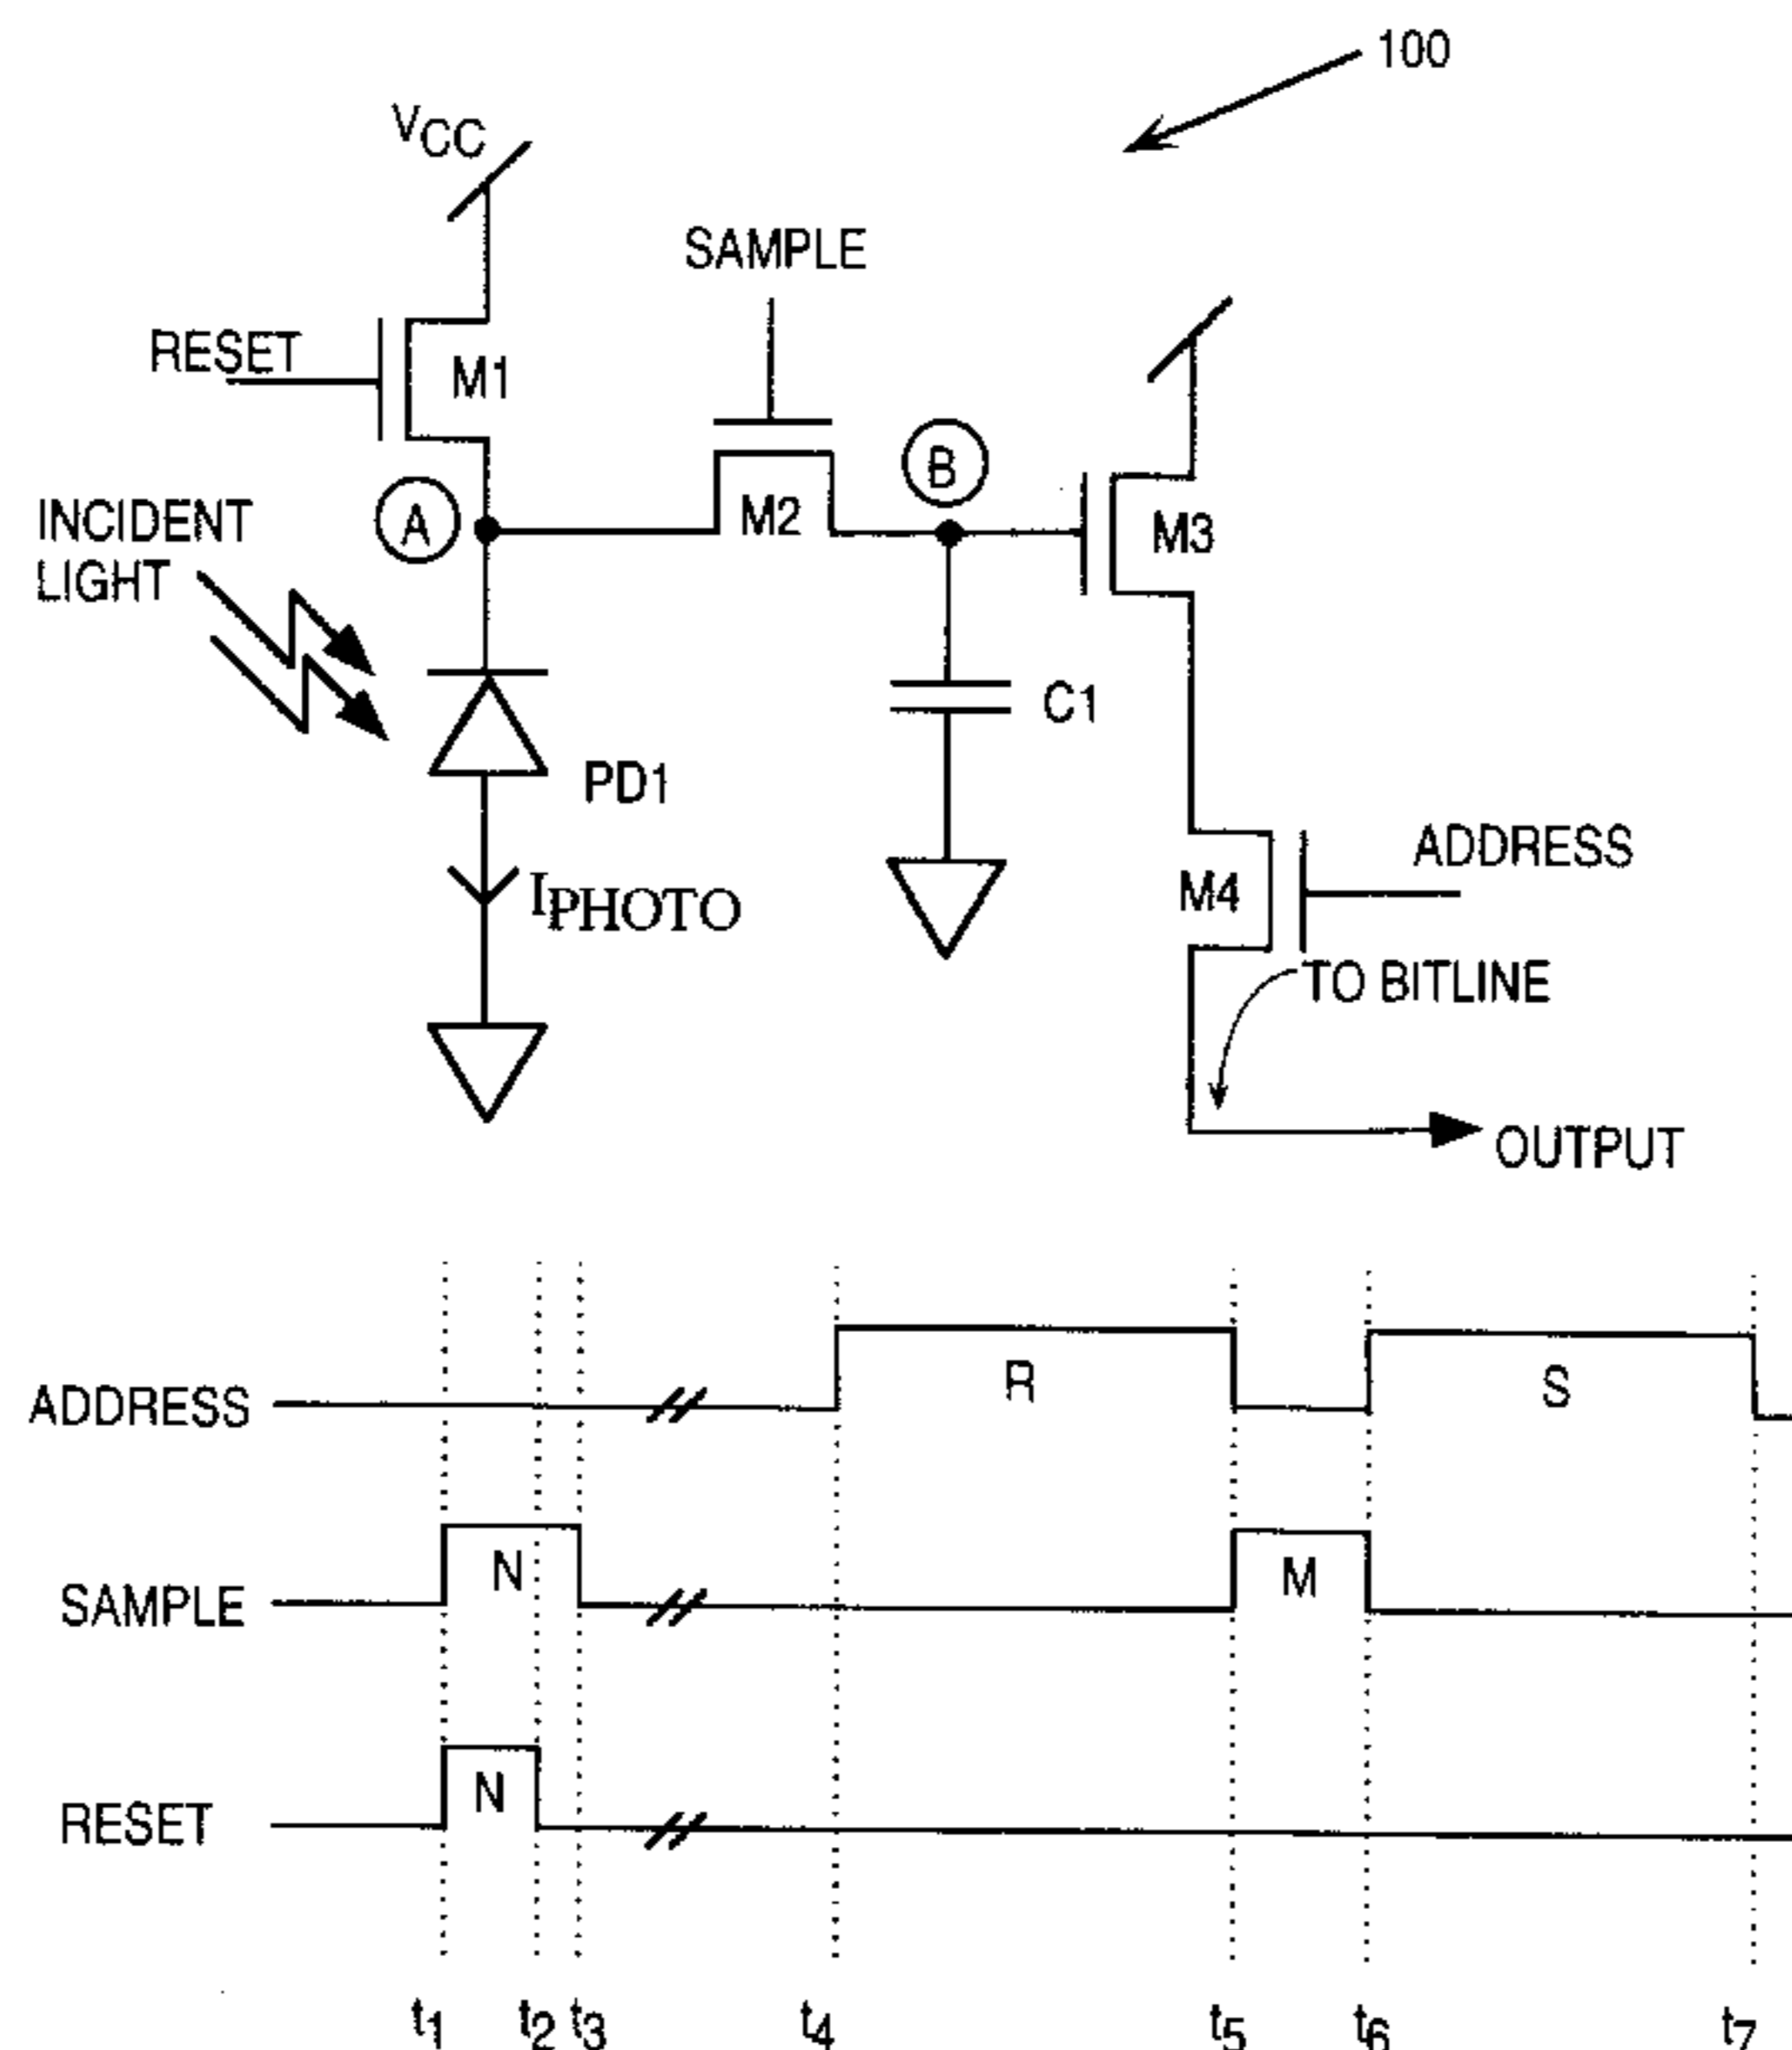 100
VCC
SAMPLE
RESET
M1
A
M2
B
M3
INCIDENT
LIGHT
C1
PD1
IPHOTO
ADDRESS
M4
TO BITLINE
OUTPUT
ADDRESS
R
S
SAMPLE
N
M
RESET
N
t1 t2 t3 t4 t5 t6 t7